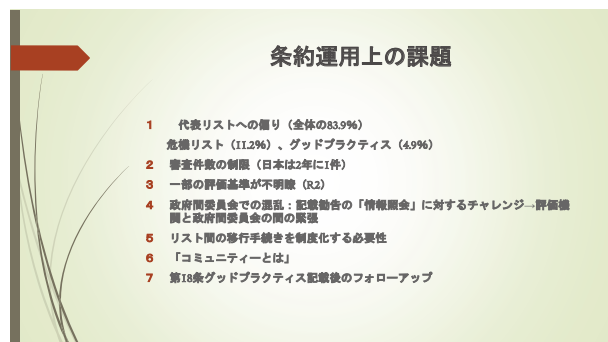 条約運用上の課題
1 代表リストへの偏り（全体の83.9%）
危機リスト（11.2%）、グッドプラクティス（4.9%）
2 審査件数の制限（日本は2年に1件）
3 一部の評価基準が不明瞭（R2）
4 政府間委員会での混乱：記載勧告の「情報照会」に対するチャレンジ→評価機
関と政府間委員会の間の緊張
5 リスト間の移行手続きを制度化する必要性
6 「コミュニティーとは」
7 第18条グッドプラクティス記載後のフォローアップ